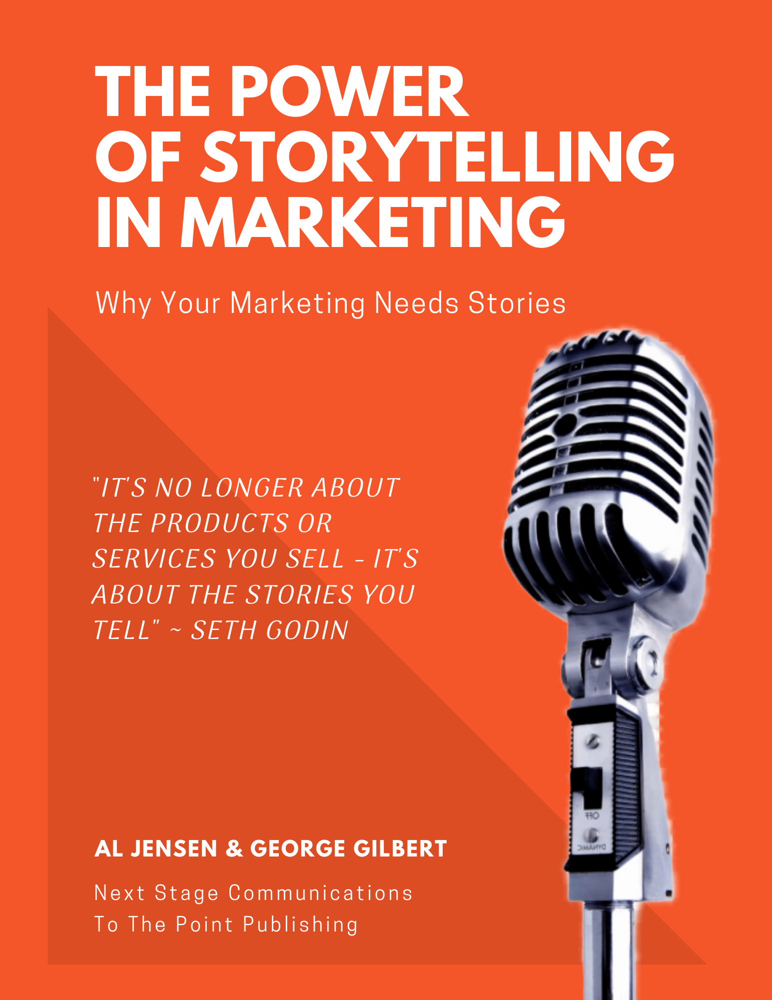 THE POWER
OF STORYTELLING
IN MARKETING
Why Your Marketing Needs Stories
"IT'S NO LONGER ABOUT
THE PRODUCTS OR
SERVICES YOU SELL - IT'S
ABOUT THE STORIES YOU
TELL" ~ SETH GODIN
OFF
DYNAMIC
AL JENSEN & GEORGE GILBERT
Next Stage Communications
To The Point Publishing